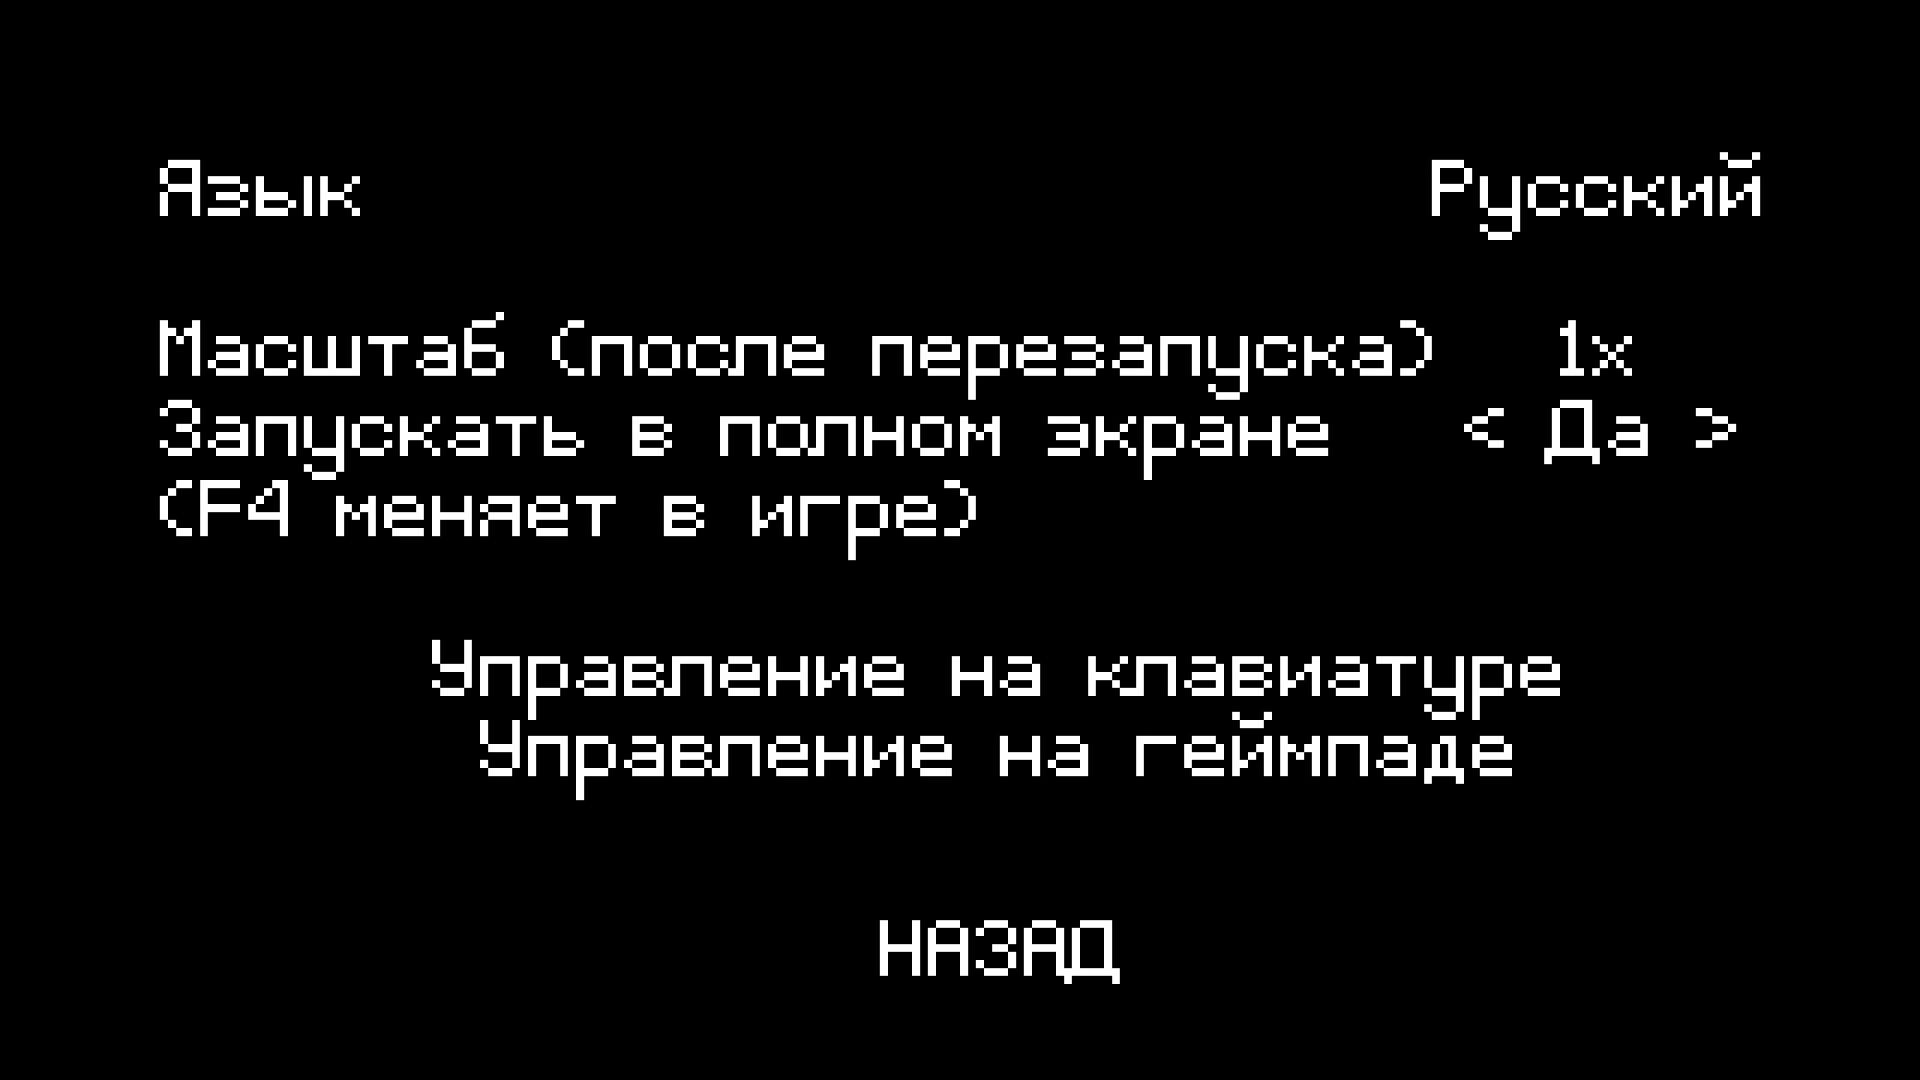 Язык Русский
Масштаб (после перезапуска) 1x
Запускать в полном экране < Да >
(F4 меняет в игре)
Управление на клавиатуре
Управление на геймпаде
НАЗАД